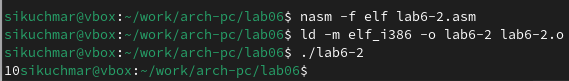 sikuchmar@vbox:~/work/arch-pc/lab06$ nasm -f elf lab6-2.asm
sikuchmar@vbox:~/work/arch-pc/lab06$ ld -m elf_i386 -o lab6-2 lab6-2.o
sikuchmar@vbox:~/work/arch-pc/lab06$ ./lab6-2
10sikuchmar@vbox:~/work/arch-pc/lab06$